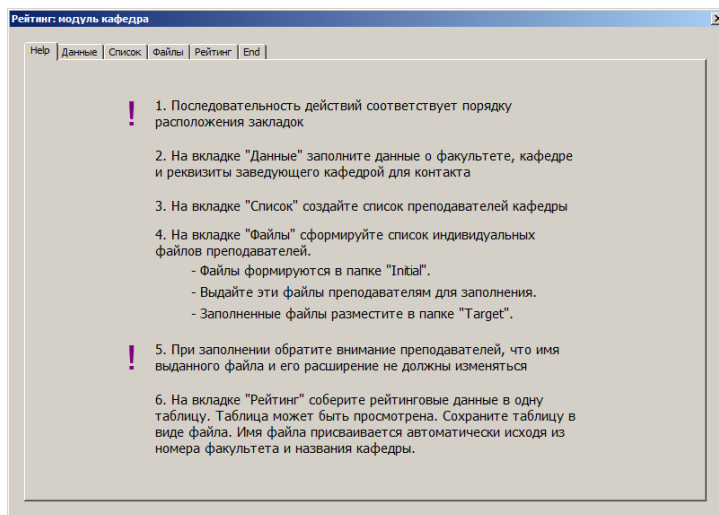 Рейтинг: модуль кафедра
Help Данные Список Файлы Рейтинг End
! 1. Последовательность действий соответствует порядку
расположения закладок
2. На вкладке "Данные" заполните данные о факультете, кафедре
и реквизиты заведующего кафедрой для контакта
3. На вкладке "Список" создайте список преподавателей кафедры
4. На вкладке "Файлы" сформируйте список индивидуальных
файлов преподавателей.
- Файлы формируются в папке "Initial".
- Выдайте эти файлы преподавателям для заполнения.
- Заполненные файлы разместите в папке "Target".
! 5. При заполнении обратите внимание преподавателей, что имя
выданного файла и его расширение не должны изменяться
6. На вкладке "Рейтинг" соберите рейтинговые данные в одну
таблицу. Таблица может быть просмотрена. Сохраните таблицу в
виде файла. Имя файла присваивается автоматически исходя из
номера факультета и названия кафедры.